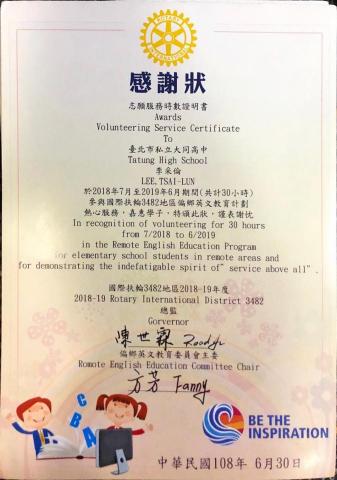 ROTARY
INTERNATIONAL
感謝狀
志願服務時數證明書
Awards
Volunteering Service Certificate
To
臺北市私立大同高中
Tatung High School
李采倫
LEE,TSAI-LUN
於2018年7月至2019年6月期間(共計30小時)
參與國際扶輪3482地區偏鄉英文教育計劃
熱心服務，嘉惠學子，特頒此狀，謹表謝忱
In recognition of volunteering for 30 hours
from 7/2018 to 6/2019
in the Remote English Education Program
for elementary school students in remote areas and
for demonstrating the indefatigable spirit of" service above all".
國際扶輪3482地區2018-19年度
2018-19 Rotary International District 3482
總監
Gorvernor
陳世霖 Roody
偏鄉英文教育委員會主委
Romote English Education Committee Chair
方芳 Fanny
C
B
A
BE THE
INSPIRATION
中華民國108年 6月30日